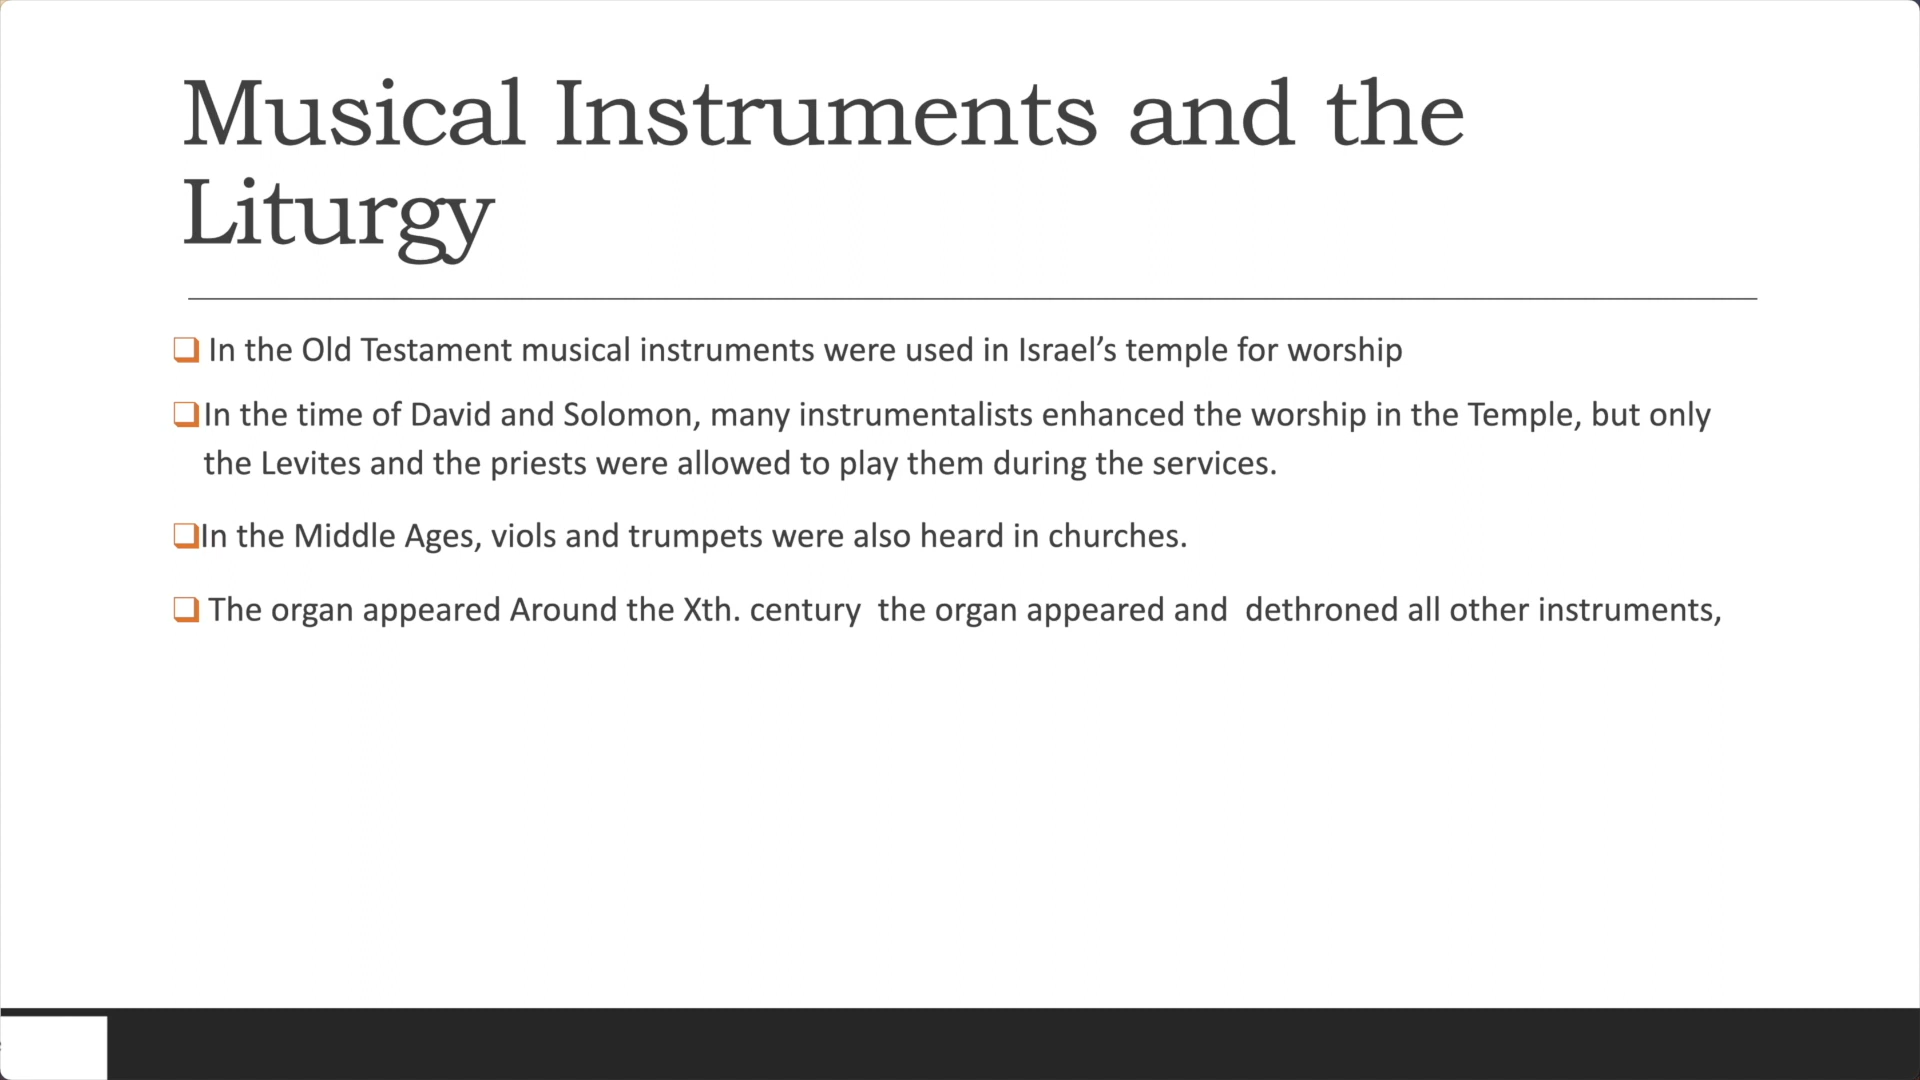 Musical Instruments and the
Liturgy
In the Old Testament musical instruments were used in Israel’s temple for worship
In the time of David and Solomon, many instrumentalists enhanced the worship in the Temple, but only
the Levites and the priests were allowed to play them during the services.
In the Middle Ages, viols and trumpets were also heard in churches.
The organ appeared Around the Xth. century  the organ appeared and  dethroned all other instruments,